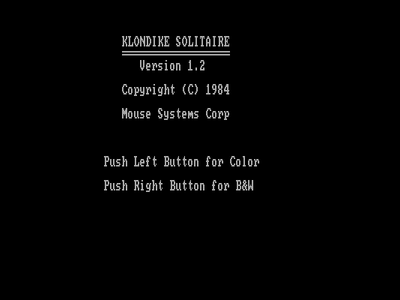 KLONDIKE SOLITAIRE
Version 1.2
Copyright (C) 1984
Mouse Systems Corp
Push Left Button for Color
Push Right Button for B&W